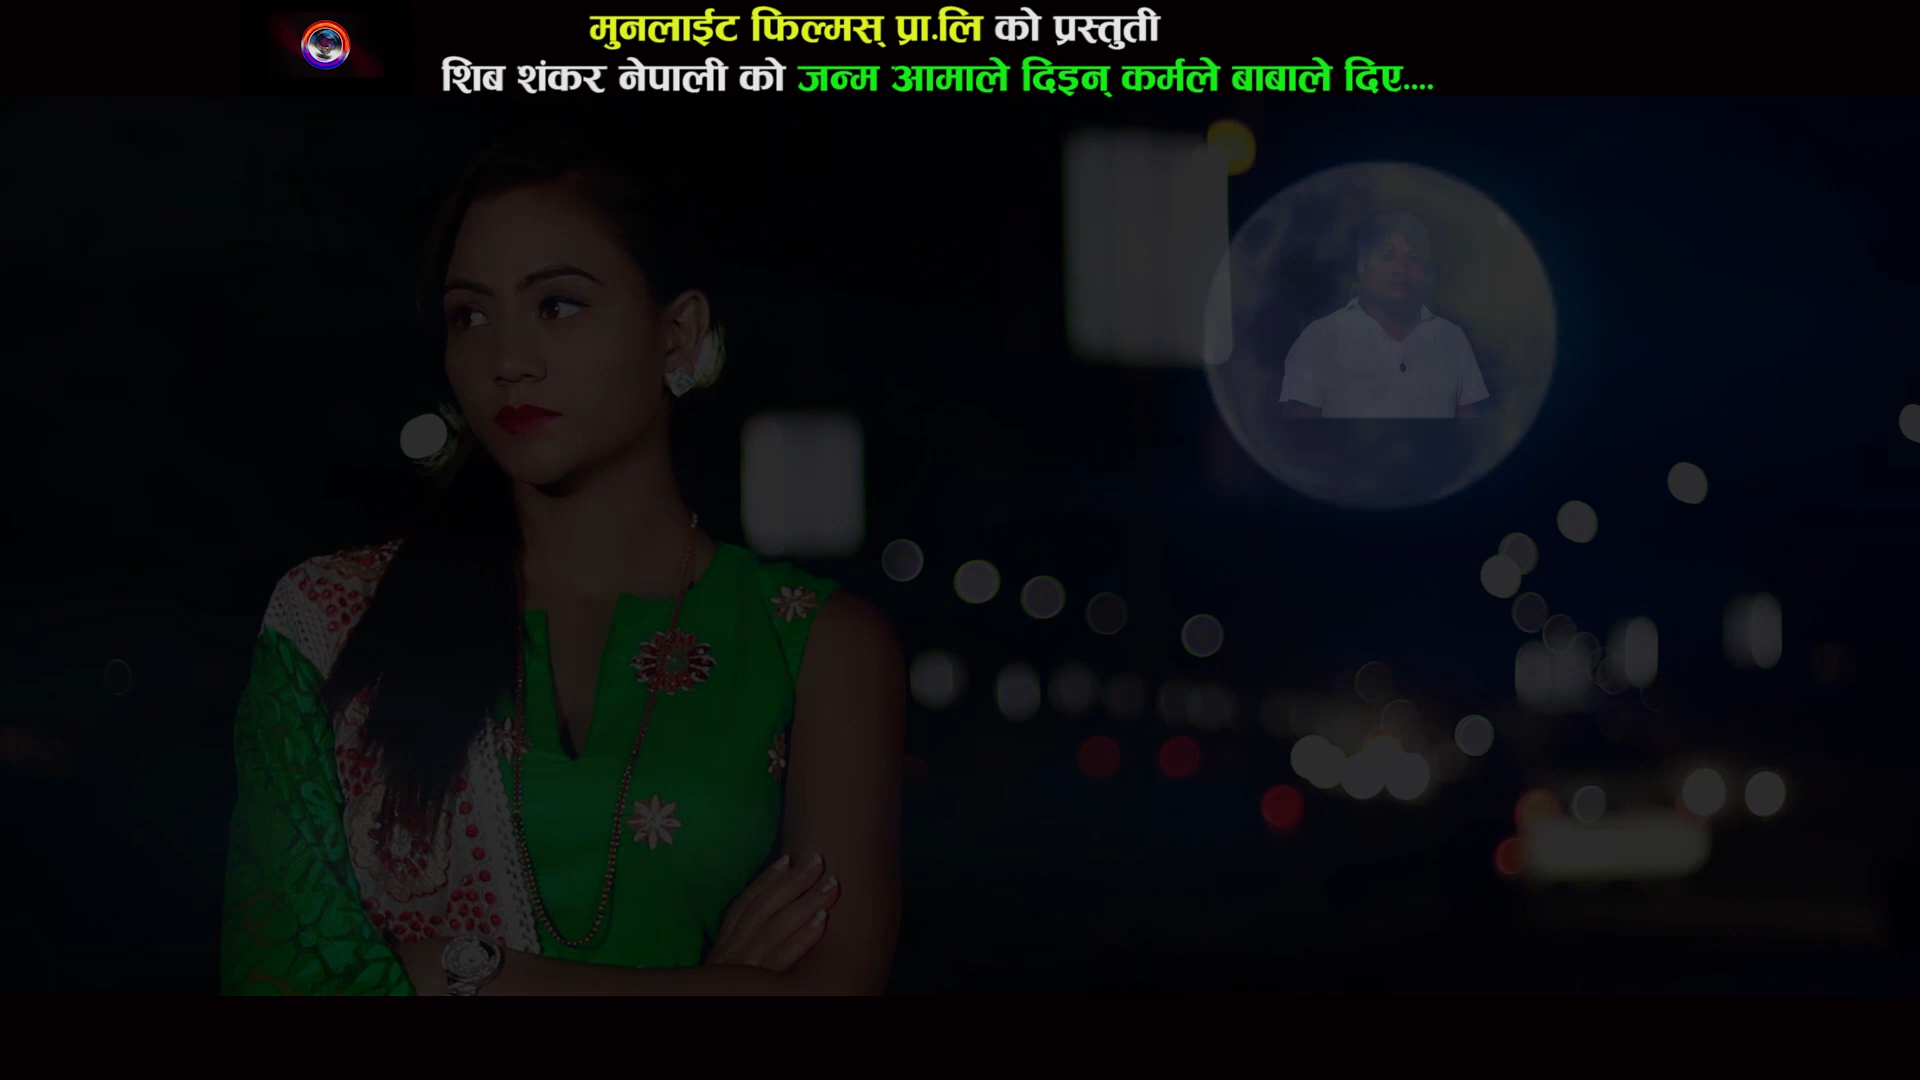 मुनलाईट फिल्मस् प्रा.लि को प्रस्तुती
शिब शंकर नेपाली को जन्म आमाले दिइन् कर्मले बाबाले दिए....